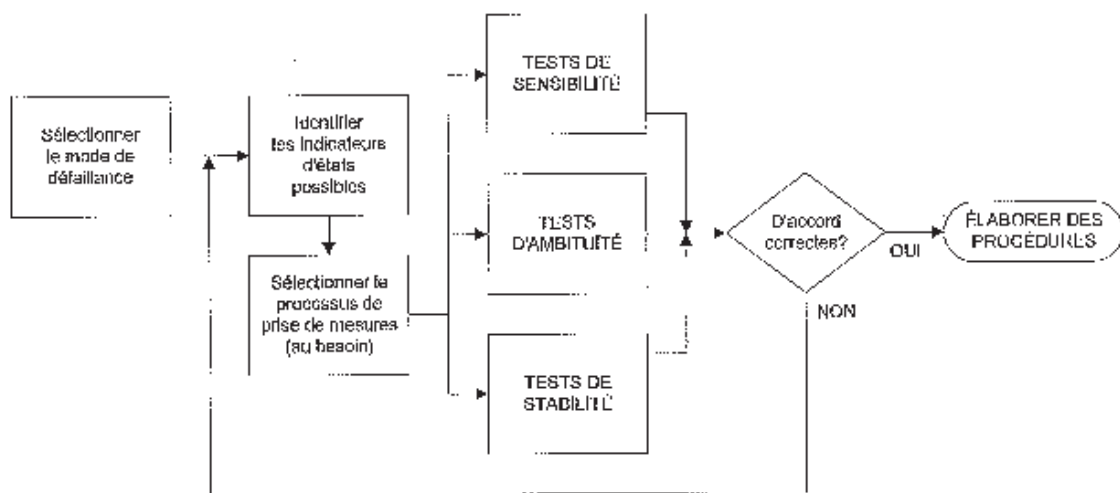 Sélectionner
le mode de
défaillance
Identifier
les indicateurs
d'états
possibles
Sélectionner le
processus de
prise de mesures
(au besoin)
TESTS DE
SENSIBILITÉ
TESTS
D'AMBITUITÉ
TESTS DE
STABILITÉ
D'accord
correctes?
OUI
NON
ÉLABORER DES
PROCÉDURES